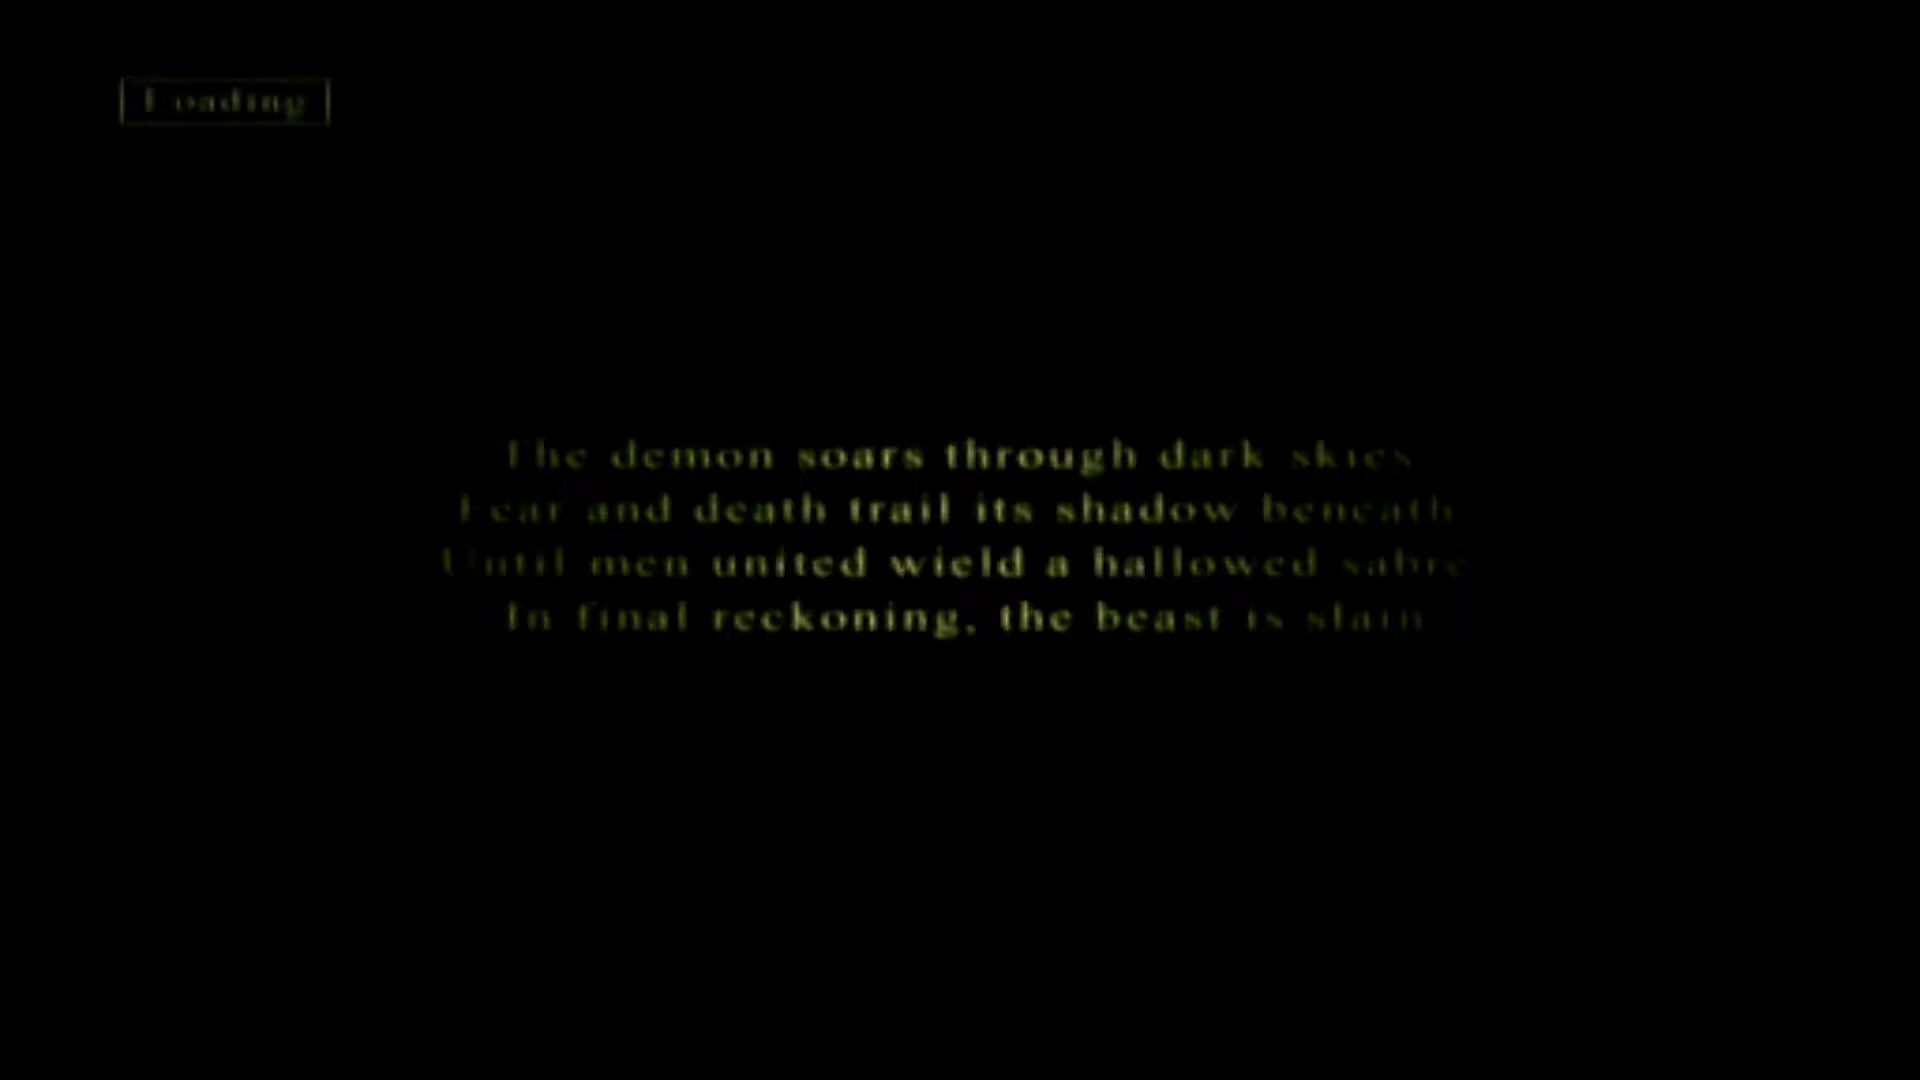 Loading
The demon soars through dark skies
Fear and death trail its shadow beneath
Until men united wield a hallowed sabre
In final reckoning, the beast is slain